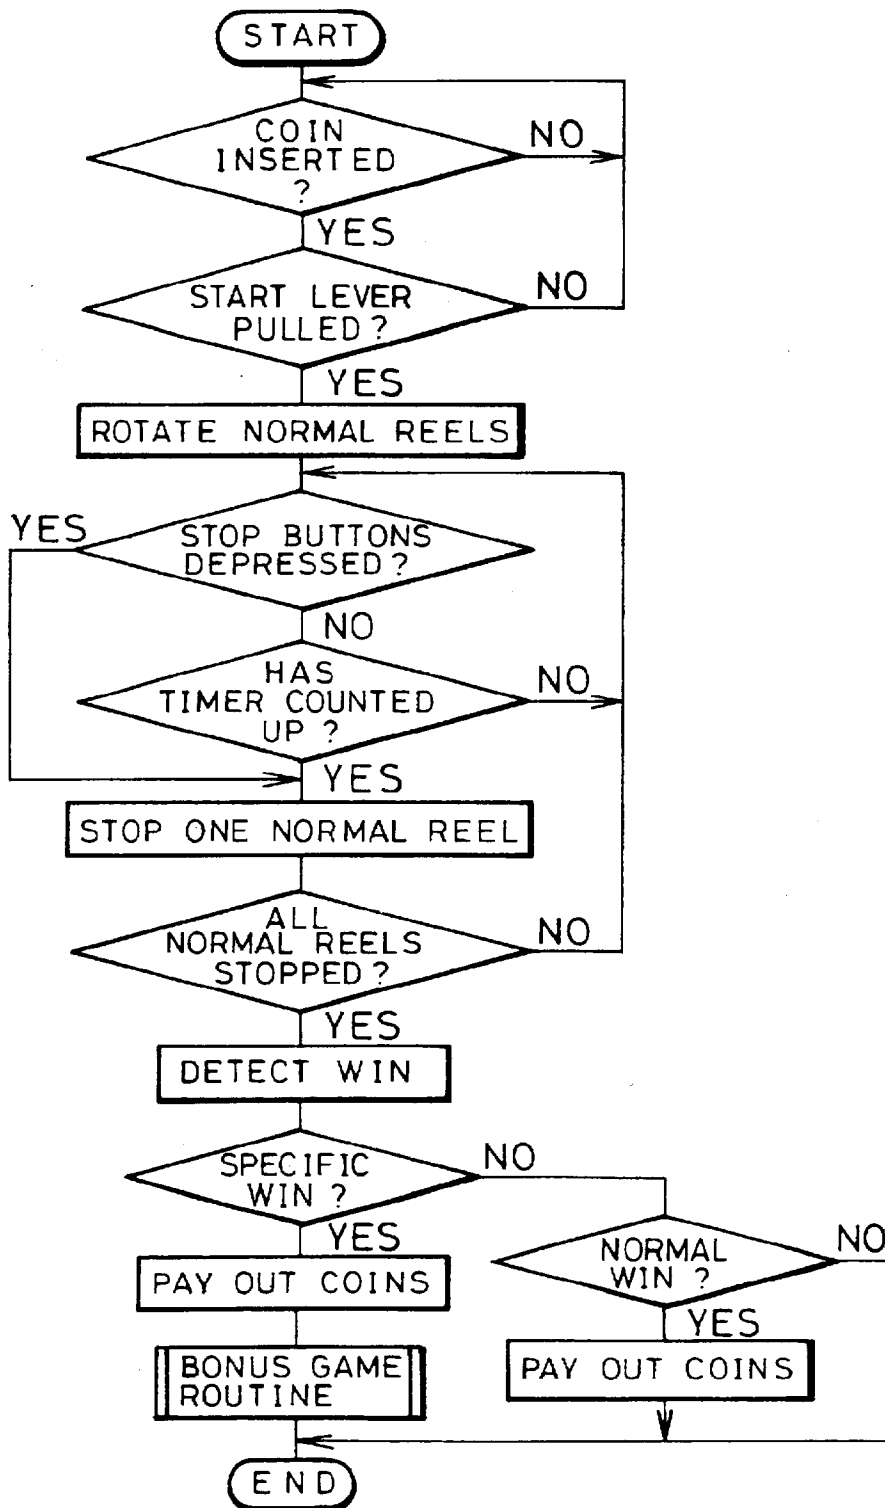 START
COIN
INSERTED
?
NO
YES
START LEVER
PULLED?
NO
YES
ROTATE NORMAL REELS
YES
STOP BUTTONS
DEPRESSED?
NO
HAS
TIMER COUNTED
UP ?
NO
YES
STOP ONE NORMAL REEL
ALL
NORMAL REELS
STOPPED?
NO
YES
DETECT WIN
SPECIFIC
WIN ?
NO
YES
NORMAL
WIN ?
NO
PAY OUT COINS
YES
BONUS GAME
ROUTINE
PAY OUT COINS
END